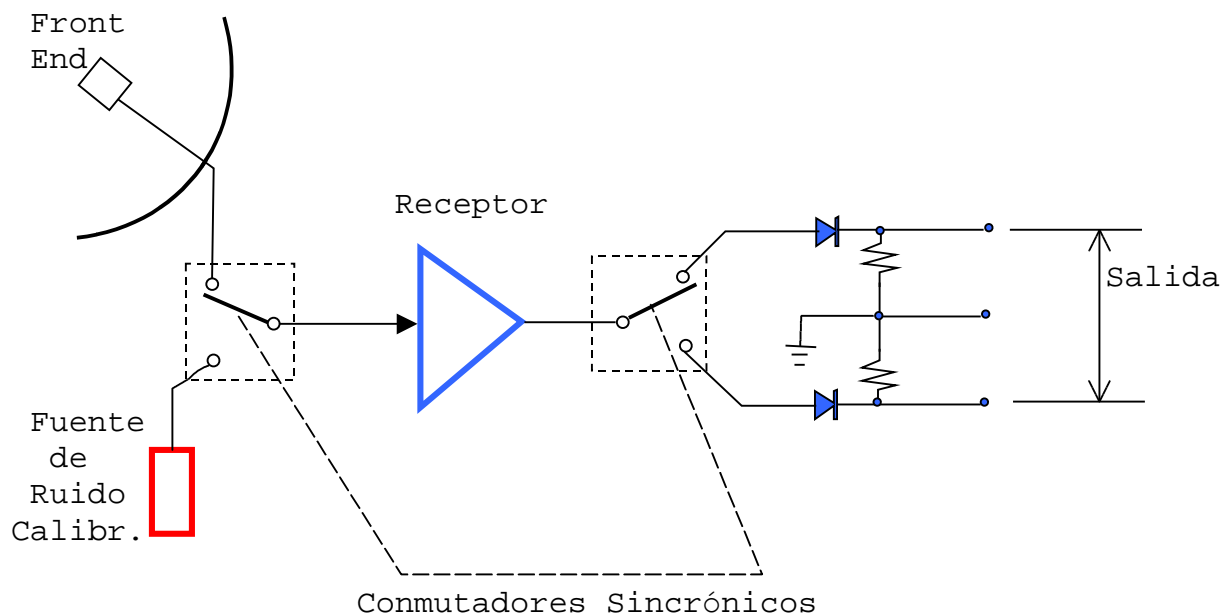 Front
End
Receptor
Salida
Fuente
de
Ruido
Calibr.
Conmutadores Sincrónicos